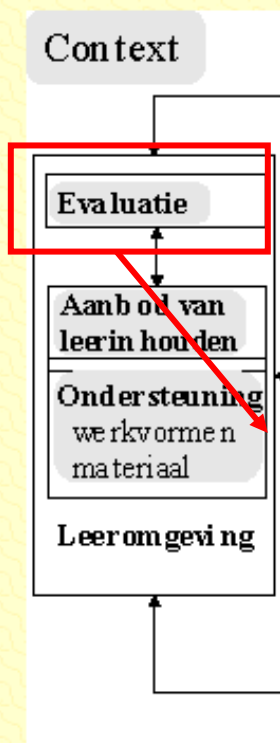 Context
Evaluatie
Aanbod van
leerinhouden
Ondersteuning
werkvormen
materiaal
Leeromgeving